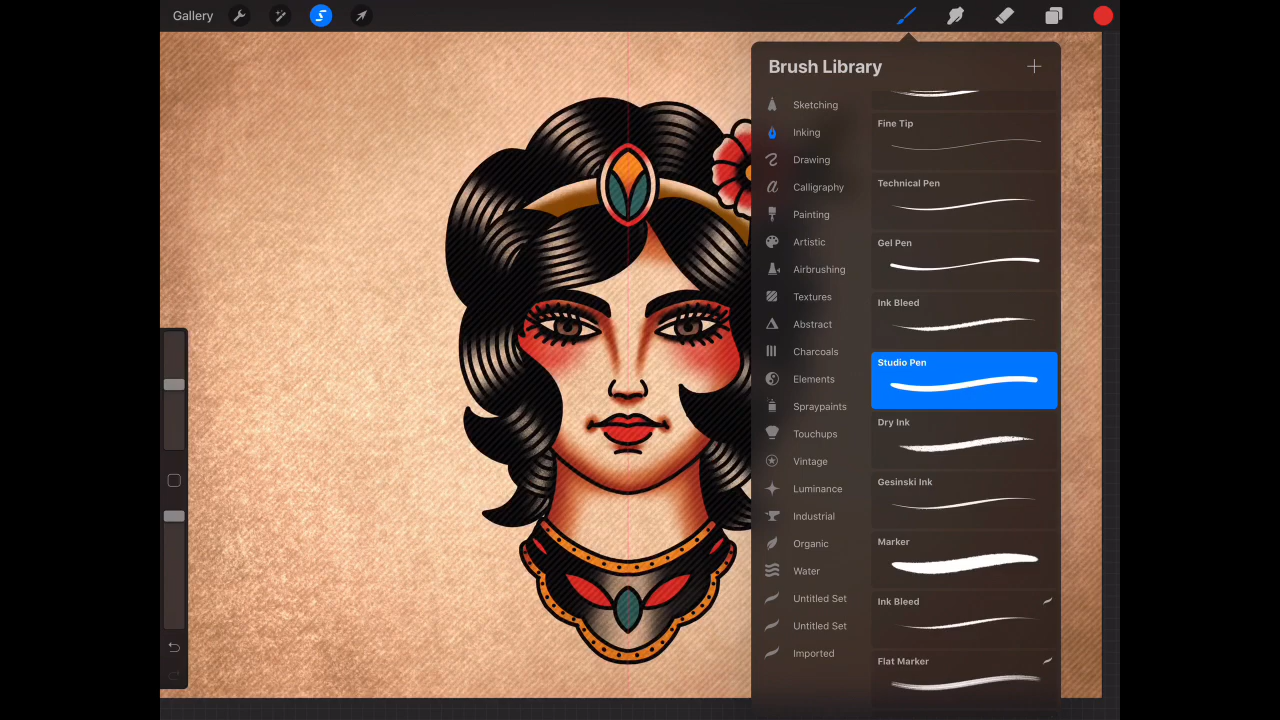 Gallery
Brush Library
Sketching
Inking
Drawing
Calligraphy
Painting
Artistic
Airbrushing
Textures
Abstract
Charcoals
Elements
Spraypaints
Touchups
Vintage
Luminance
Industrial
Organic
Water
Untitled Set
Untitled Set
Imported
Fine Tip
Technical Pen
Gel Pen
Ink Bleed
Studio Pen
Dry Ink
Gesinski Ink
Marker
Ink Bleed
Flat Marker